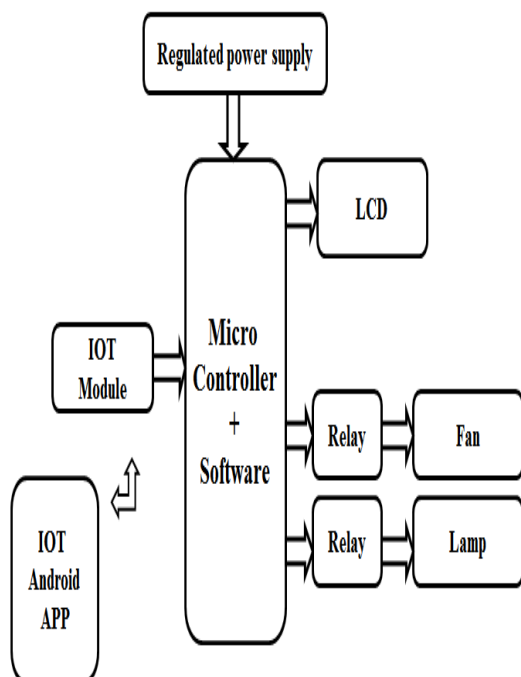 Regulated power supply
LCD
Micro
Controller
+
Software
IOT
Module
Relay
Fan
Relay
Lamp
IOT
Android
APP